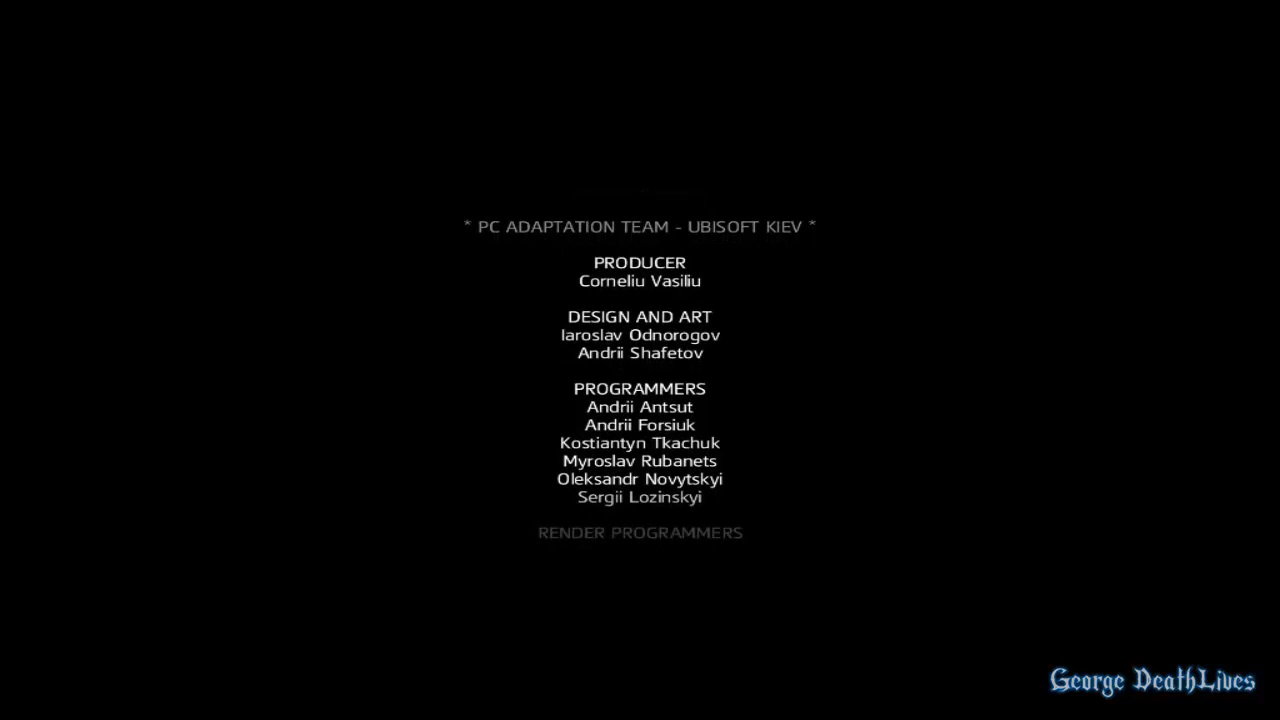 * PC ADAPTATION TEAM - UBISOFT KIEV *
PRODUCER
Corneliu Vasiliu
DESIGN AND ART
Iaroslav Odnorogov
Andrii Shafetov
PROGRAMMERS
Andrii Antsut
Andrii Forsiuk
Kostiantyn Tkachuk
Myroslav Rubanets
Oleksandr Novytskyi
Sergii Lozinskyi
RENDER PROGRAMMERS
George DeathLives